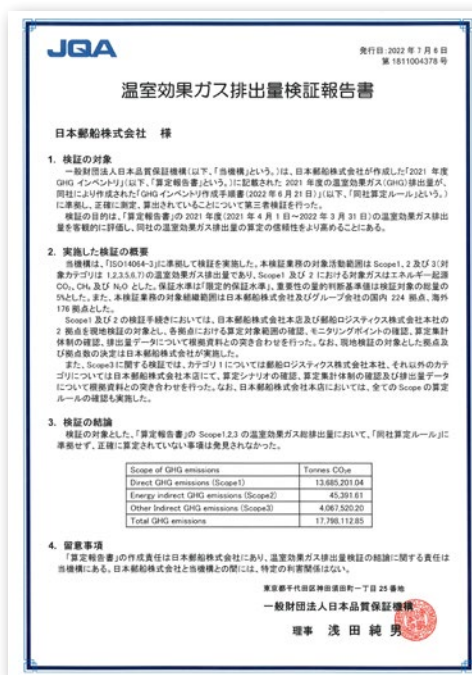 JQA
発行日:2022年7月8日
第1811004378号
温室効果ガス排出量検証報告書
日本郵船株式会社 様
1. 検証の対象
一般財団法人日本品質保証機構(以下、「当機構」という。)は、日本郵船株式会社が作成した「2021 年度
GHG インベントリ」(以下、「算定報告書」という。)に記載された 2021 年度の温室効果ガス(GHG)排出量が、
同社により作成された「GHGインベントリ作成手順書(2022年6月21日)」(以下、「同社算定ルール」という。)
に準拠し、正確に測定、算出されていることについて第三者検証を行った。
検証の目的は、「算定報告書」の 2021 年度(2021 年 4 月 1 日~2022 年 3 月 31 日)の温室効果ガス排出
量を客観的に評価し、同社の温室効果ガス排出量の算定の信頼性をより高めることにある。
2. 実施した検証の概要
当機構は、「ISO14064-3」に準拠して検証を実施した。本検証業務の対象活動範囲は Scope1, 2 及び 3(対
象カテゴリは 1,2,3,5,6,7)の温室効果ガス排出量であり、Scope1 及び 2 における対象ガスはエネルギー起源
CO₂、CH₄ 及び N₂O とした。保証水準は「限定的保証水準」、重要性の量的判断基準値は検証対象の総量の
5%とした。また、本検証業務の対象組織範囲は日本郵船株式会社及びグループ会社の国内 224 拠点、海外
176 拠点とした。
Scope1 及び 2 の検証手続きにおいては、日本郵船株式会社本店及び郵船ロジスティクス株式会社本社の
2 拠点を現地検証の対象とし、各拠点における算定対象範囲の確認、モニタリングポイントの確認、算定集計
体制の確認、排出量データについて根拠資料との突き合わせを行った。なお、現地検証の対象とした拠点及
び拠点数の決定は日本郵船株式会社が実施した。
また、Scope3に関する検証では、カテゴリ1については郵船ロジスティクス株式会社本社、それ以外のカテ
ゴリについては日本郵船株式会社本店にて、算定シナリオの確認、算定集計体制の確認及び排出量データ
について根拠資料との突き合わせを行った。なお、日本郵船株式会社本店においては、全ての Scope の算定
ルールの確認も実施した。
3. 検証の結論
検証の対象とした、「算定報告書」の Scope1,2,3 の温室効果ガス総排出量において、「同社算定ルール」に
準拠せず、正確に算定されていない事項は発見されなかった。
Scope of GHG emissions Tonnes CO₂e
Direct GHG emissions (Scope1) 13,685,201.04
Energy indirect GHG emissions (Scope2) 45,391.61
Other Indirect GHG emissions (Scope3) 4,067,520.20
Total GHG emissions 17,798,112.85
4. 留意事項
「算定報告書」の作成責任は日本郵船株式会社にあり、温室効果ガス排出量検証の結論に関する責任は
当機構にある。日本郵船株式会社と当機構との間には、特定の利害関係はない。
東京都千代田区神田須田町一丁目25番地
一般財団法人日本品質保証機構
理事 浅田純男